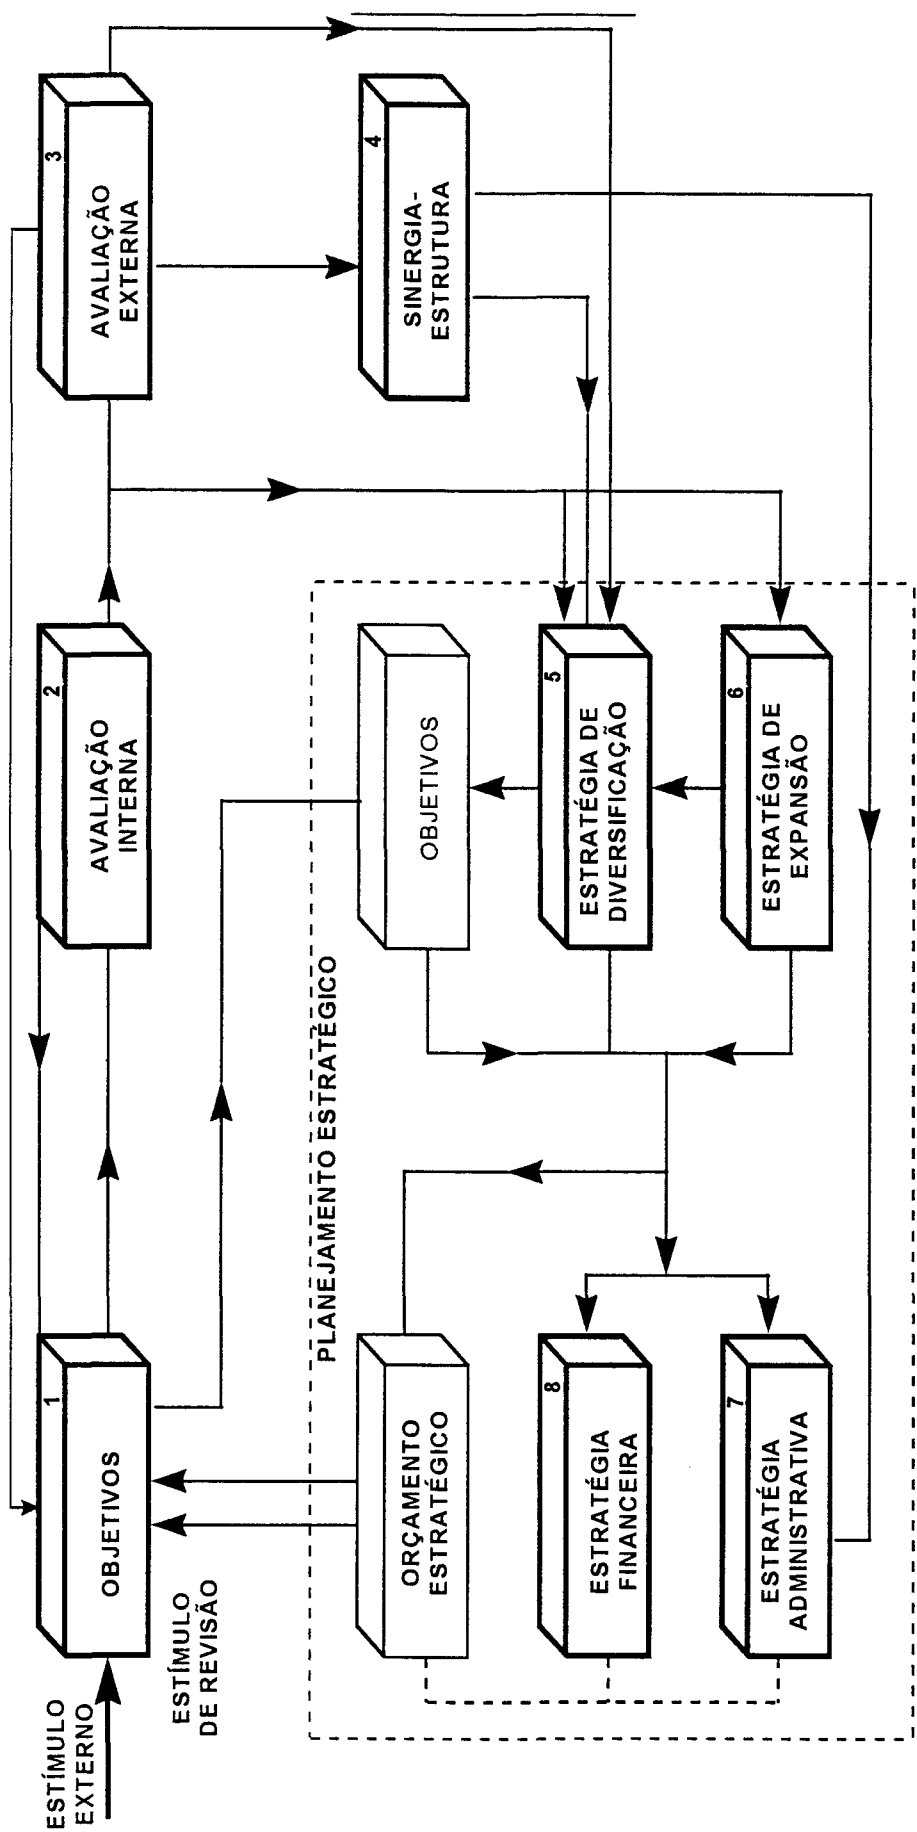 ESTÍMULO
EXTERNO
1
OBJETIVOS
2
AVALIAÇÃO
INTERNA
3
AVALIAÇÃO
EXTERNA
ESTÍMULO
DE REVISÃO
PLANEJAMENTO ESTRATÉGICO
ORÇAMENTO
ESTRATÉGICO
OBJETIVOS
4
SINERGIA-
ESTRUTURA
8
ESTRATÉGIA
FINANCEIRA
5
ESTRATÉGIA DE
DIVERSIFICAÇÃO
7
ESTRATÉGIA
ADMINISTRATIVA
6
ESTRATÉGIA DE
EXPANSÃO